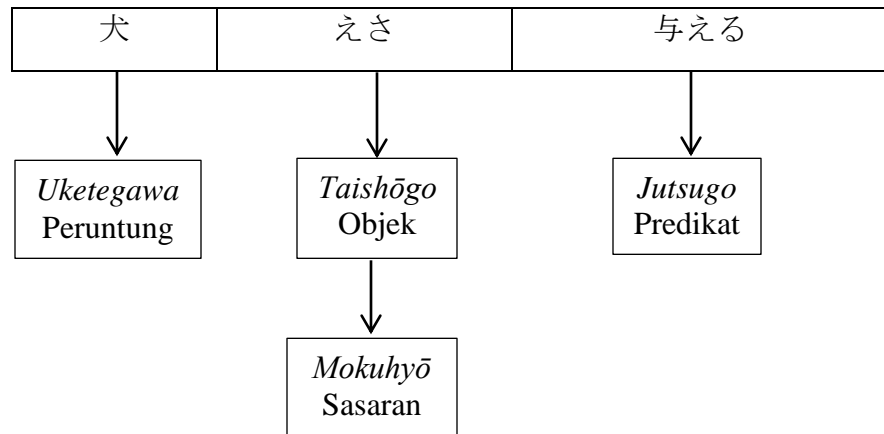 犬 えさ 与える
Uketegawa
Peruntung
Taishōgo
Objek
Jutsugo
Predikat
Mokuhyō
Sasaran